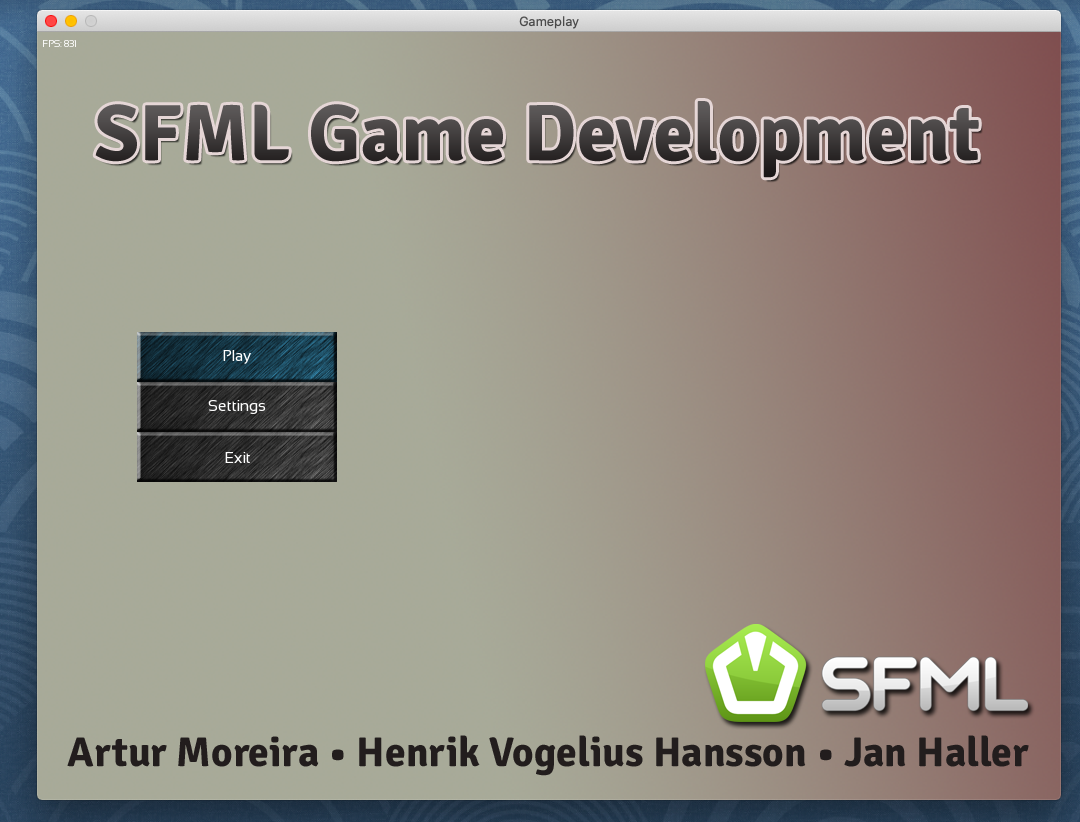 Gameplay
FPS: 831
SFML Game Development
Play
Settings
Exit
SFML
Artur Moreira • Henrik Vogelius Hansson • Jan Haller